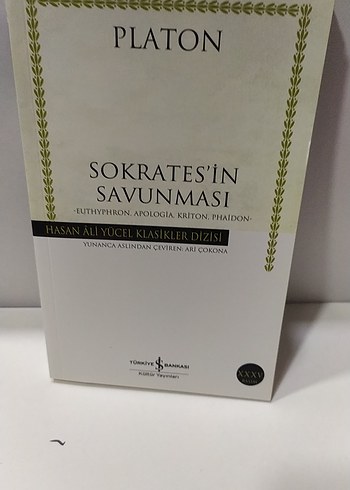 PLATON
SOKRATES'İN
SAVUNMASI
-EUTHYPHRON, APOLOGIA, KRİTON, PHAİDON-
HASAN ÂLİ YÜCEL KLASİKLER DİZİSİ
YUNANCA ASLINDAN ÇEVİREN: ARİ ÇOKONA
TÜRKİYE İŞ BANKASI
Kültür Yayınları
XXXV